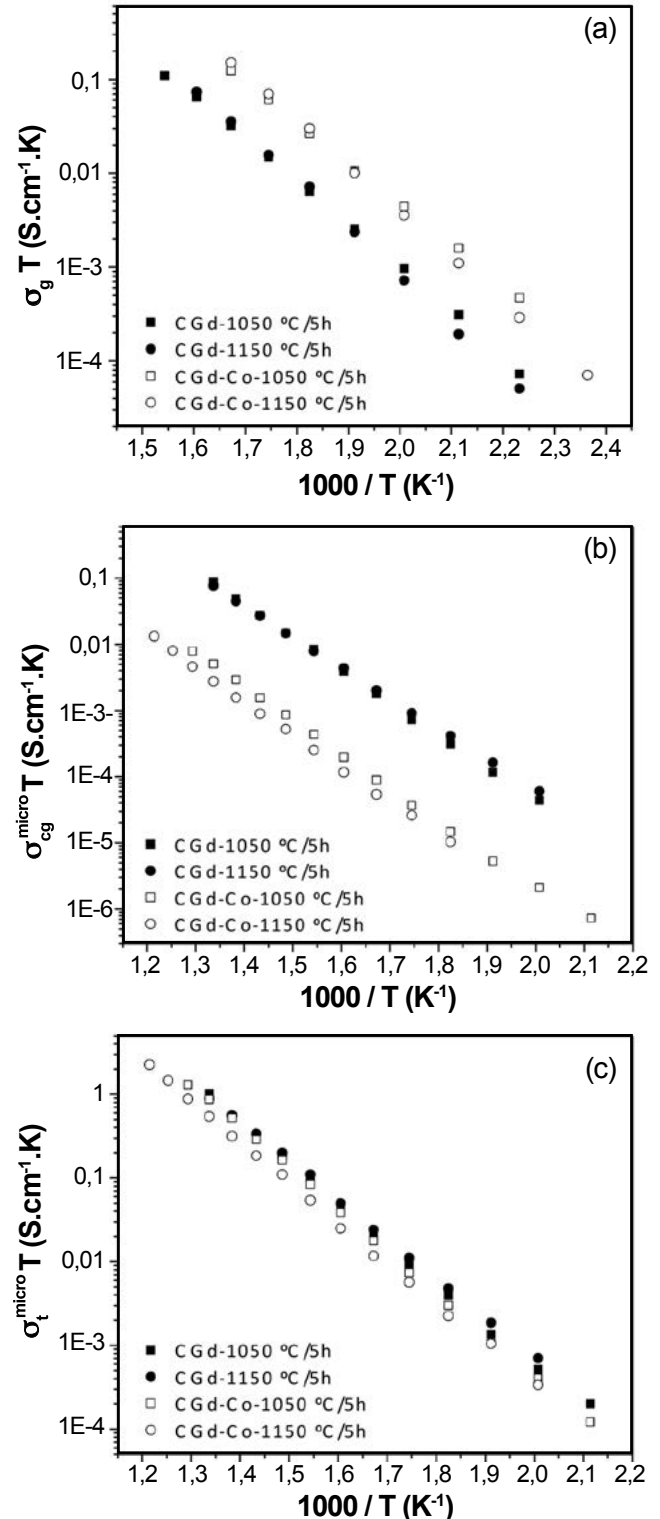 (a)
0,1
0,01
1E-3
1E-4
σg T (S.cm-1.K)
CGd-1050 ºC/5h
CGd-1150 ºC/5h
CGd-Co-1050 ºC/5h
CGd-Co-1150 ºC/5h
1,5 1,6 1,7 1,8 1,9 2,0 2,1 2,2 2,3 2,4
1000 / T (K-1)
(b)
0,1
0,01
1E-3
1E-4
1E-5
1E-6
σcg micro T (S.cm-1.K)
CGd-1050 ºC/5h
CGd-1150 ºC/5h
CGd-Co-1050 ºC/5h
CGd-Co-1150 ºC/5h
1,2 1,3 1,4 1,5 1,6 1,7 1,8 1,9 2,0 2,1 2,2
1000 / T (K-1)
(c)
1
0,1
0,01
1E-3
1E-4
σt micro T (S.cm-1.K)
CGd-1050 ºC/5h
CGd-1150 ºC/5h
CGd-Co-1050 ºC/5h
CGd-Co-1150 ºC/5h
1,2 1,3 1,4 1,5 1,6 1,7 1,8 1,9 2,0 2,1 2,2
1000 / T (K-1)